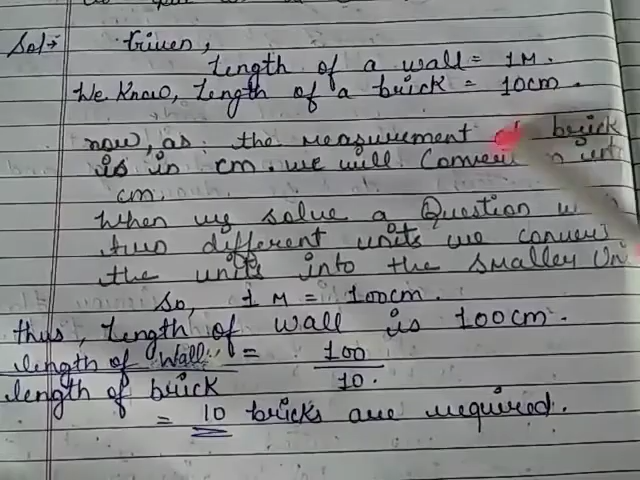 Sol→ Given,
Length of a wall = 1M.
We Know, Length of a brick = 10cm.
now, as the measurement brick
is in cm. we will
cm.
When we solve a Question
two different units we
the units into the smaller
So, 1 M = 100cm.
thus, Length of wall is 100cm.
length of wall = 100
length of brick 10.
= 10 bricks are required.